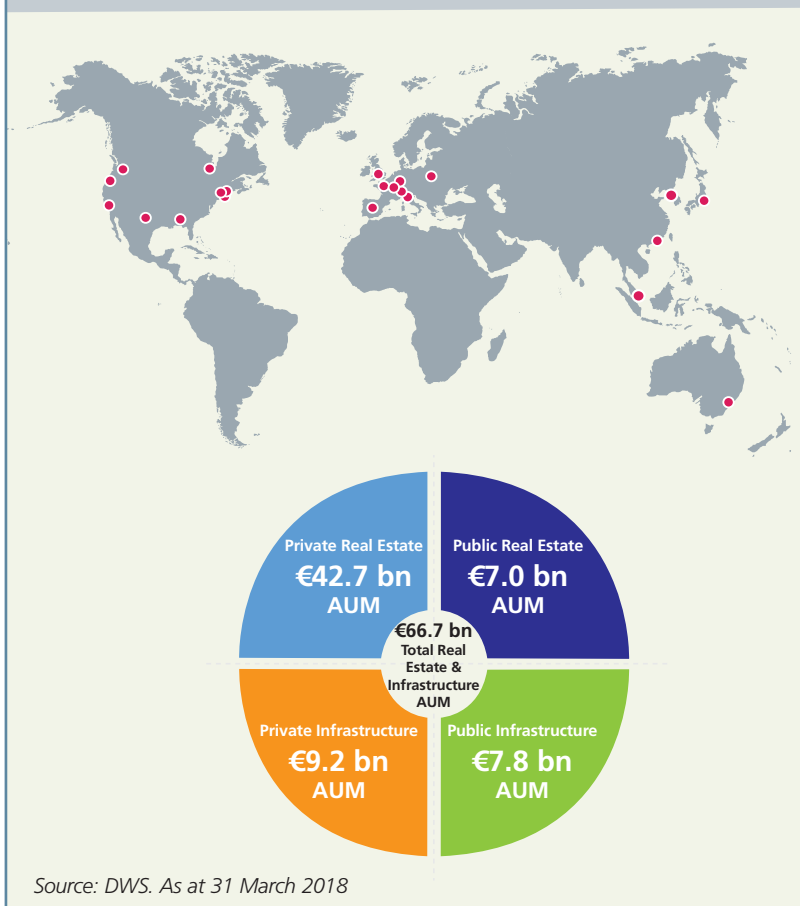 Private Real Estate
€42.7 bn
AUM
Public Real Estate
€7.0 bn
AUM
€66.7 bn
Total Real
Estate &
Infrastructure
AUM
Private Infrastructure
€9.2 bn
AUM
Public Infrastructure
€7.8 bn
AUM
Source: DWS. As at 31 March 2018